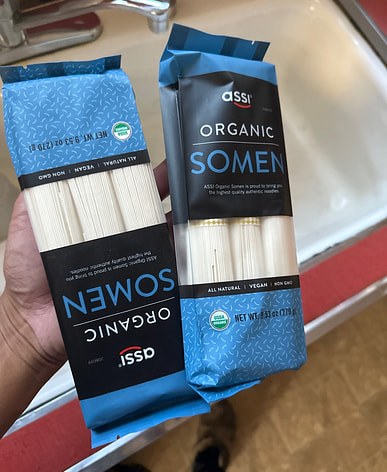 assi
ORGANIC
SOMEN
ASSI Organic Somen is proud to bring you
the highest quality authentic noodles.
ALL NATURAL | VEGAN | NON GMO
USDA
ORGANIC
NET WT. 9.53 oz (270 g)
assi
ORGANIC
SOMEN
ASSI Organic Somen is proud to bring you
the highest quality authentic noodles.
ALL NATURAL | VEGAN | NON GMO
USDA
ORGANIC
NET WT. 9.53 oz (270 g)